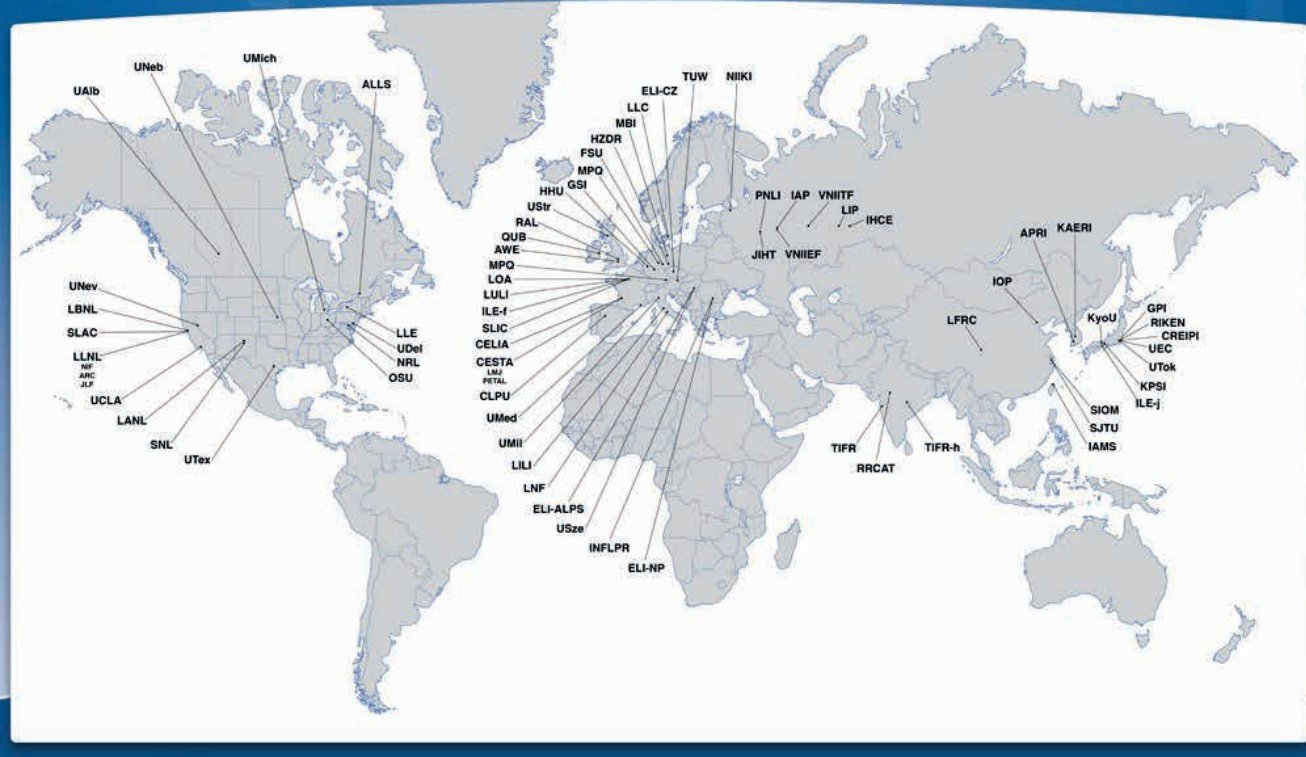 UMich
UNeb
UAlb
ALLS
UNev
LBNL
SLAC
LLNL
NIF
ARC
JLF
UCLA
LANL
SNL
UTex
LLE
UDel
NRL
OSU
TUW
NIIKI
ELI-CZ
LLC
MBI
HZDR
FSU
MPQ
GSI
HHU
UStr
RAL
QUB
AWE
MPQ
LOA
LULI
ILE-f
SLIC
CELIA
CESTA
LMJ
PETAL
CLPU
UMed
UMil
LILI
LNF
ELI-ALPS
USze
INFLPR
ELI-NP
PNLI
IAP
VNIITF
LIP
IHCE
JIHT
VNIIEF
APRI
KAERI
IOP
LFRC
KyoU
GPI
RIKEN
CREIPI
UEC
UTok
KPSI
ILE-j
SIOM
SJTU
IAMS
TIFR
RRCAT
TIFR-h